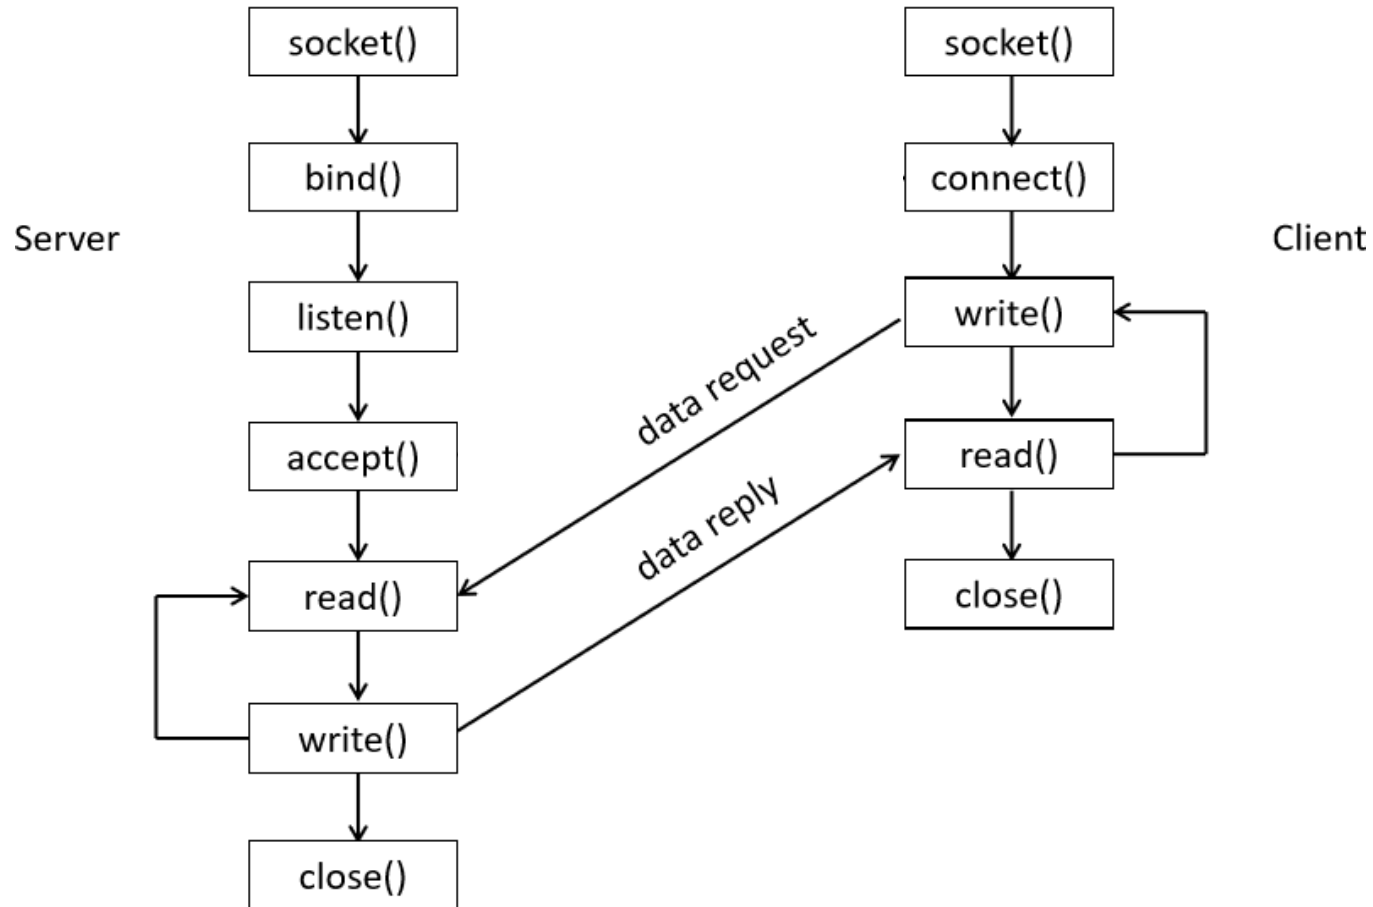 socket()
bind()
Server
listen()
accept()
read()
write()
close()
data request
data reply
socket()
connect()
Client
write()
read()
close()